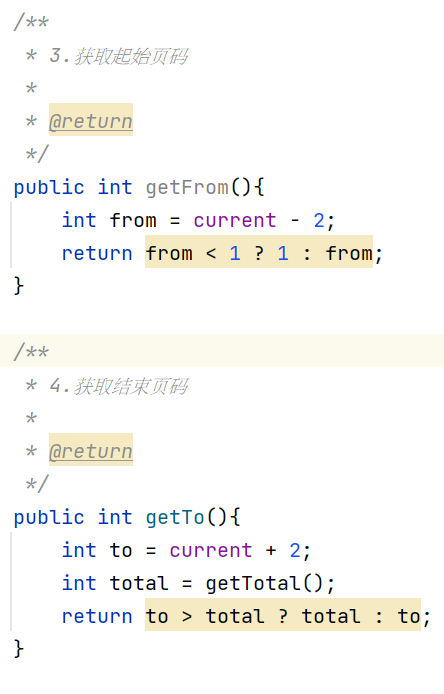 /**
 * 3.获取起始页码
 *
 * @return
 */
public int getFrom(){
    int from = current - 2;
    return from < 1 ? 1 : from;
}
/**
 * 4.获取结束页码
 *
 * @return
 */
public int getTo(){
    int to = current + 2;
    int total = getTotal();
    return to > total ? total : to;
}